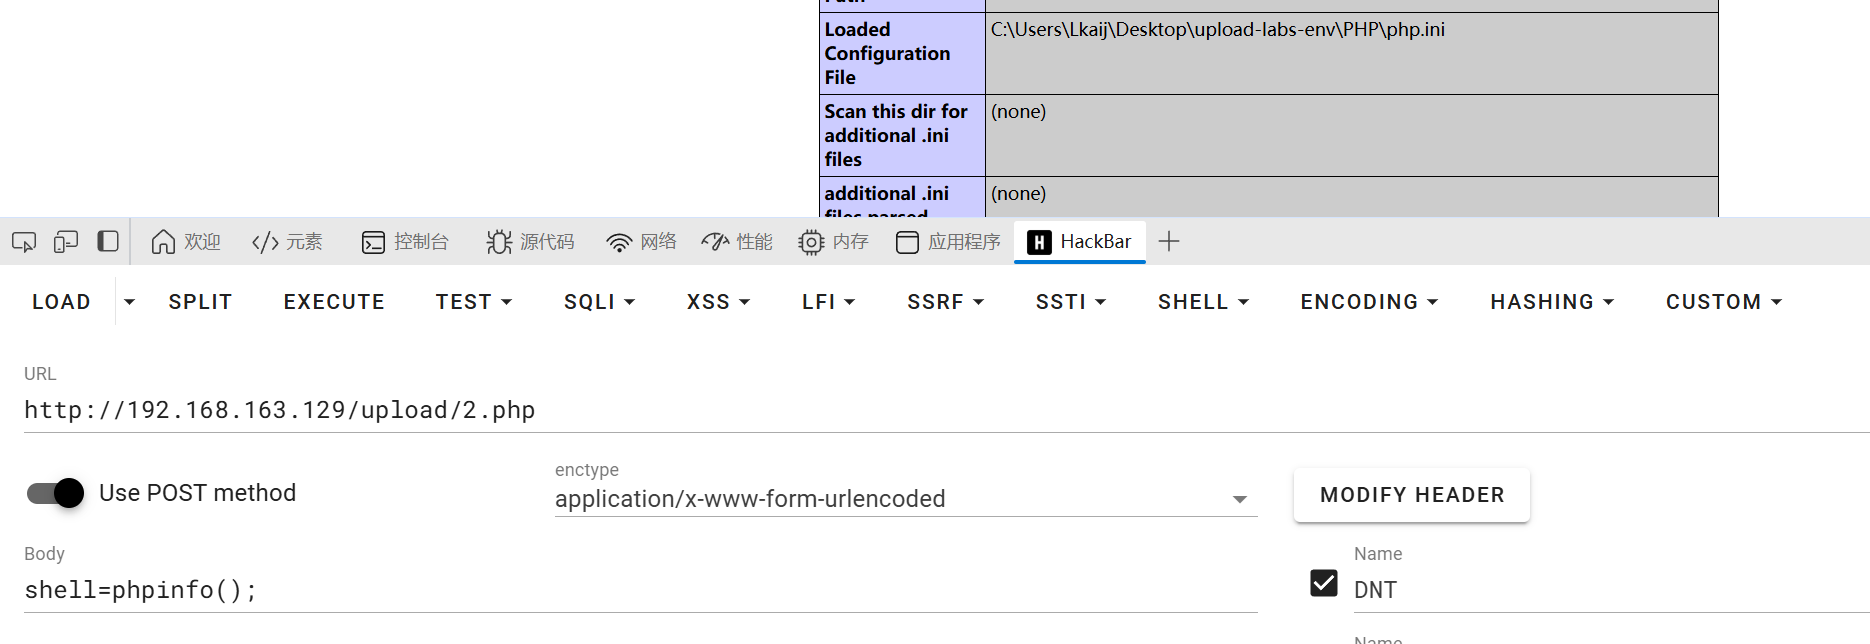 Path
Loaded Configuration File
C:\Users\Lkaij\Desktop\upload-labs-env\PHP\php.ini
Scan this dir for additional .ini files
(none)
additional .ini files parsed
(none)
欢迎 元素 控制台 源代码 网络 性能 内存 应用程序 HackBar
LOAD SPLIT EXECUTE TEST SQLI XSS LFI SSRF SSTI SHELL ENCODING HASHING CUSTOM
URL
http://192.168.163.129/upload/2.php
Use POST method
enctype
application/x-www-form-urlencoded
MODIFY HEADER
Body
shell=phpinfo();
Name
DNT
Name